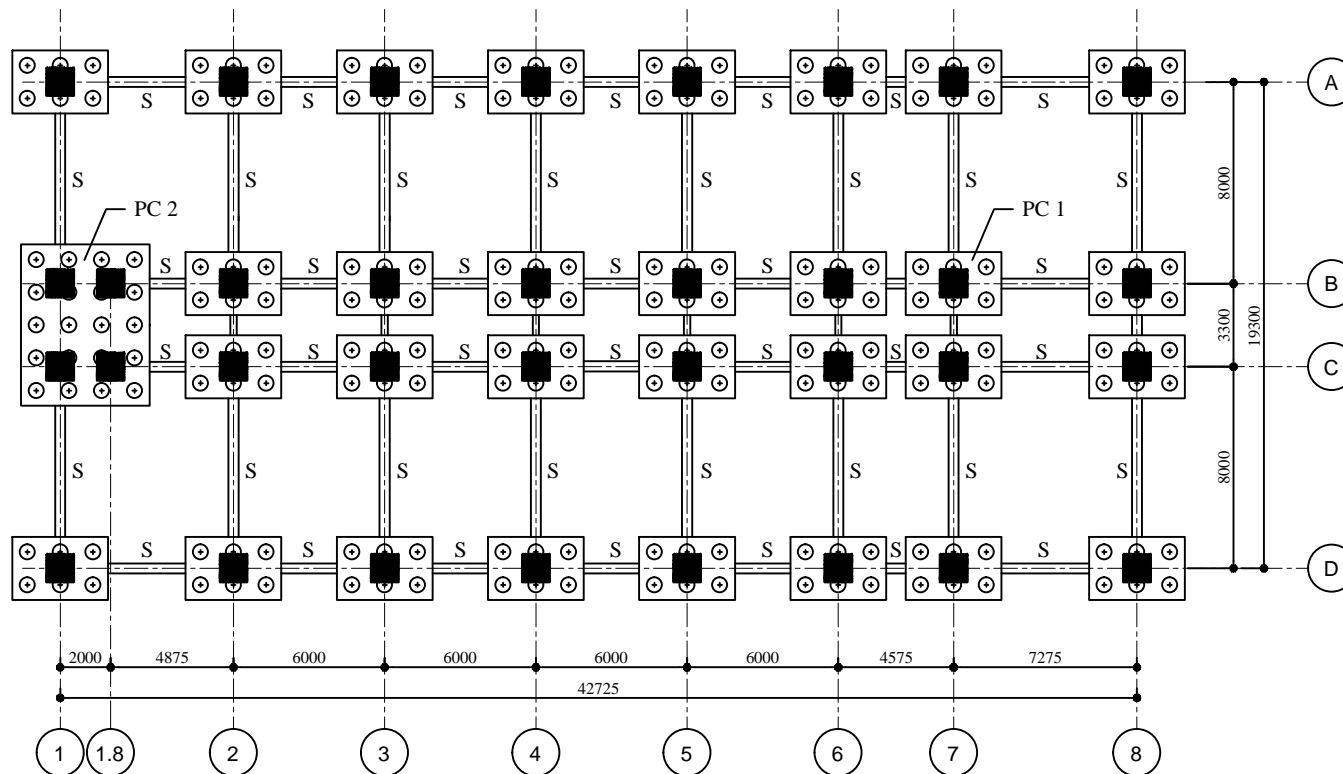 S S S S S S S
A
S S S S S S S S
8000
PC 2
PC 1
S S S S S S S
B
3300
19300
S S S S S S S
C
S S S S S S S S
8000
S S S S S S S
D
2000 4875 6000 6000 6000 6000 4575 7275
42725
1 1.8 2 3 4 5 6 7 8